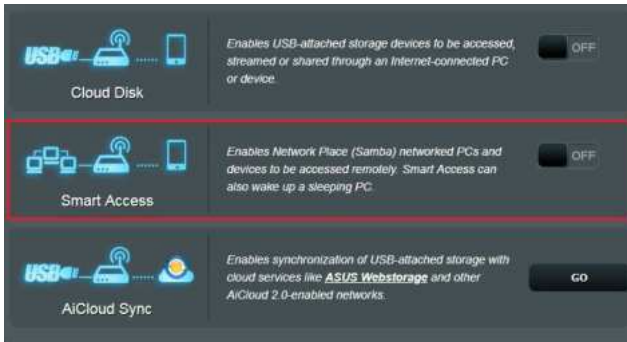 Enables USB-attached storage devices to be accessed,
streamed or shared through an Internet-connected PC
or device.
USB
OFF
Cloud Disk
Enables Network Place (Samba) networked PCs and
devices to be accessed remotely. Smart Access can
also wake up a sleeping PC.
OFF
Smart Access
Enables synchronization of USB-attached storage with
cloud services like ASUS Webstorage and other
AiCloud 2.0-enabled networks.
USB
GO
AiCloud Sync